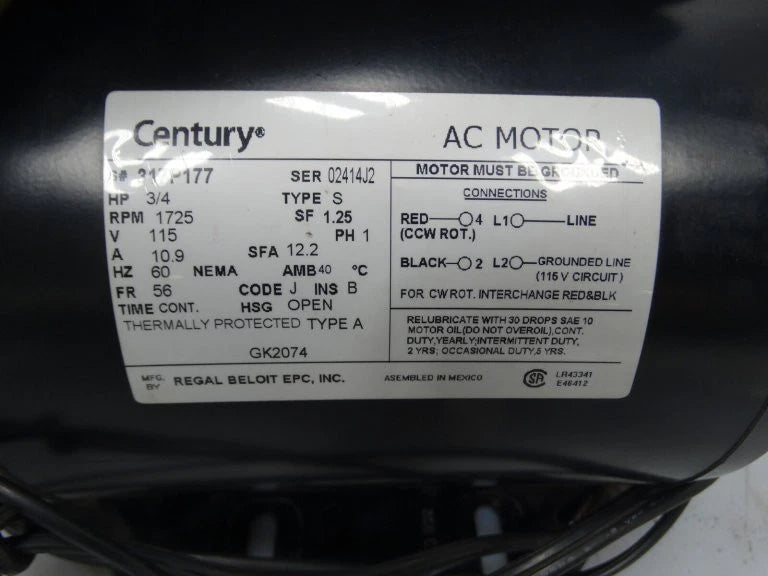 Century®
AC MOTOR
177 SER 02414J2
HP 3/4 TYPE S
RPM 1725 SF 1.25
V 115 PH 1
A 10.9 SFA 12.2
HZ 60 NEMA AMB 40 °C
FR 56 CODE J INS B
TIME CONT. HSG OPEN
THERMALLY PROTECTED TYPE A
GK2074
MOTOR MUST BE GROUNDED
CONNECTIONS
RED 4 L1 LINE
(CCW ROT.)
BLACK 2 L2 GROUNDED LINE
(115 V CIRCUIT)
FOR CW ROT. INTERCHANGE RED&BLK
RELUBRICATE WITH 30 DROPS SAE 10
MOTOR OIL(DO NOT OVEROIL),CONT.
DUTY,YEARLY;INTERMITTENT DUTY,
2 YRS; OCCASIONAL DUTY,5 YRS.
MFG. BY REGAL BELOIT EPC, INC.
ASEMBLED IN MEXICO
LR43341
E46412